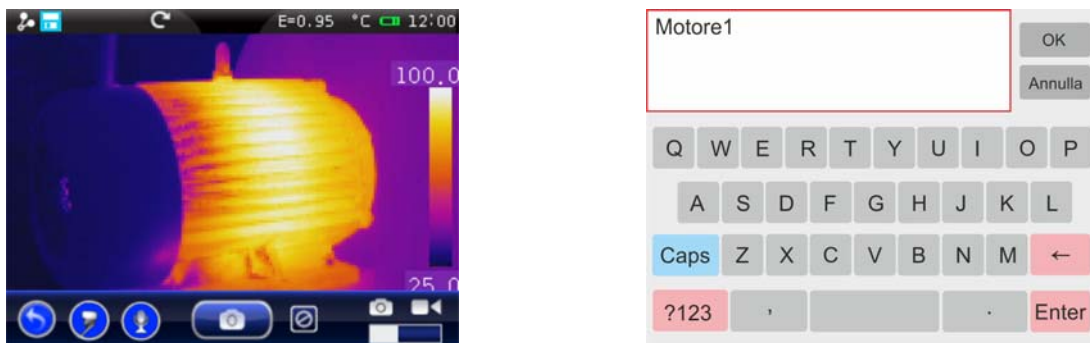 E=0.95 °C 12:00
100.0
25.0
Motore1
OK
Annulla
Q W E R T Y U I O P
A S D F G H J K L
Caps Z X C V B N M ←
?123 , . Enter